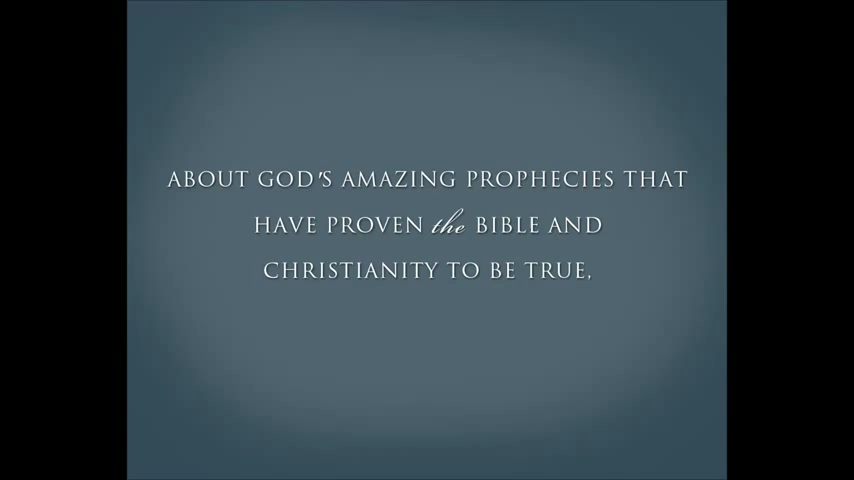 ABOUT GOD'S AMAZING PROPHECIES THAT
HAVE PROVEN the BIBLE AND
CHRISTIANITY TO BE TRUE,